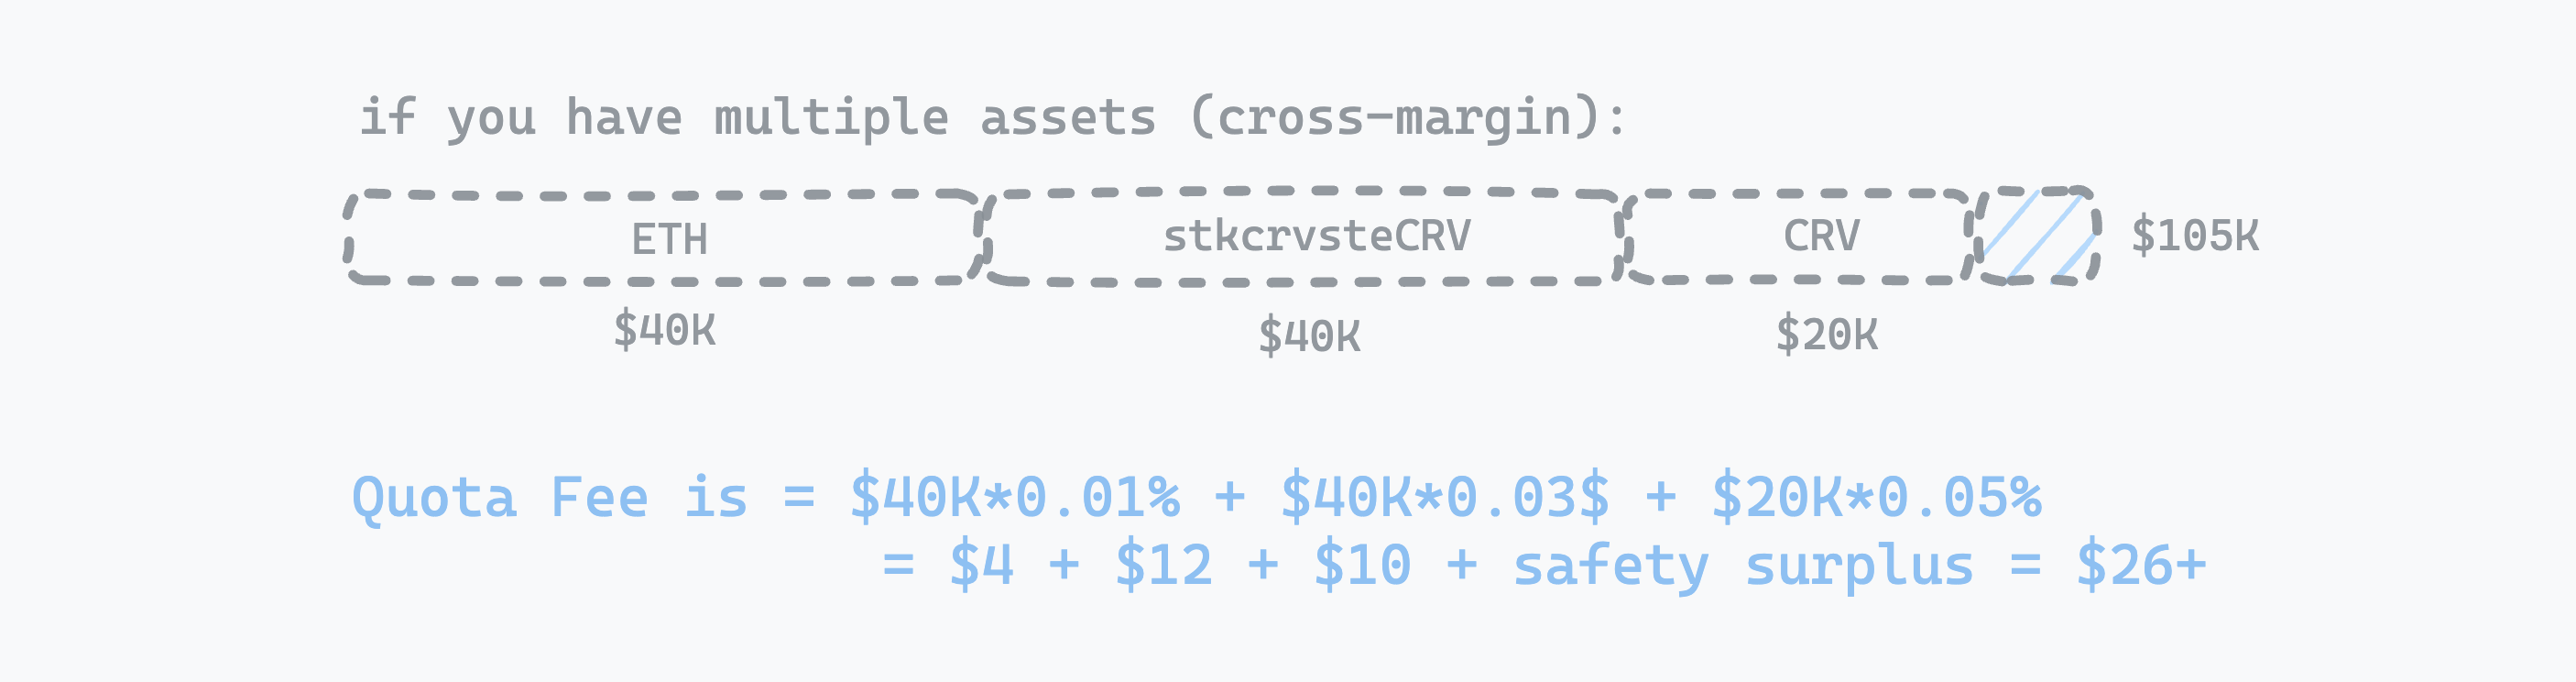 if you have multiple assets (cross-margin):
ETH stkcrvsteCRV CRV $105K
$40K $40K $20K
Quota Fee is = $40K*0.01% + $40K*0.03$ + $20K*0.05%
= $4 + $12 + $10 + safety surplus = $26+